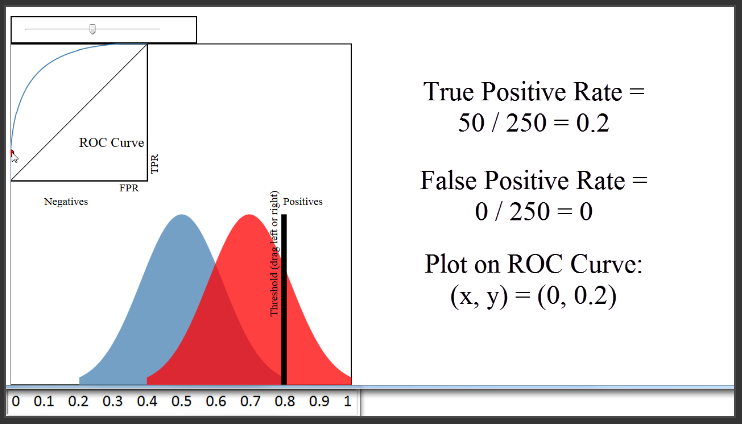 ROC Curve
TPR
FPR
Negatives
Positives
Threshold (drag left or right)
0 0.1 0.2 0.3 0.4 0.5 0.6 0.7 0.8 0.9 1
True Positive Rate =
50 / 250 = 0.2
False Positive Rate =
0 / 250 = 0
Plot on ROC Curve:
(x, y) = (0, 0.2)